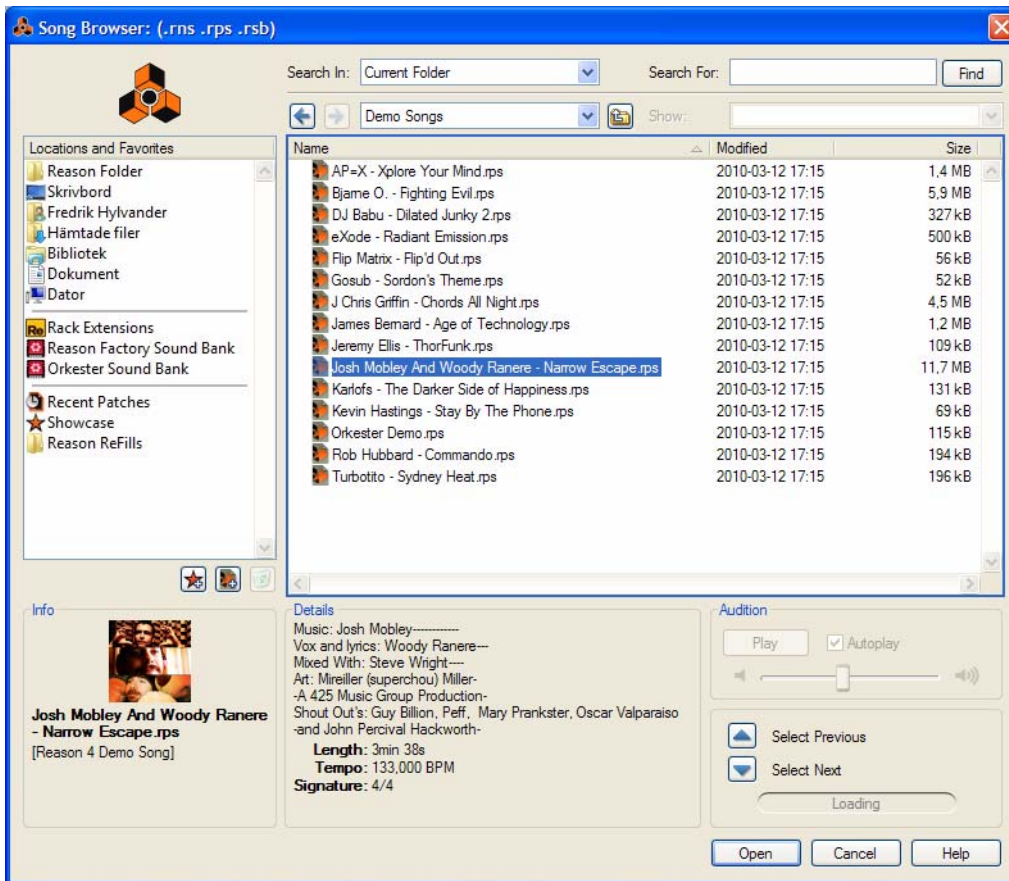 Song Browser: (.rns .rps .rsb)
Search In: Current Folder Search For: Find
Demo Songs Show:
Locations and Favorites
Reason Folder
Skrivbord
Fredrik Hylvander
Hämtade filer
Bibliotek
Dokument
Dator
Rack Extensions
Reason Factory Sound Bank
Orkester Sound Bank
Recent Patches
Showcase
Reason ReFills
Name Modified Size
AP=X - Xplore Your Mind.rps 2010-03-12 17:15 1,4 MB
Bjarne O. - Fighting Evil.rps 2010-03-12 17:15 5,9 MB
DJ Babu - Dilated Junky 2.rps 2010-03-12 17:15 327 kB
eXode - Radiant Emission.rps 2010-03-12 17:15 500 kB
Flip Matrix - Flip'd Out.rps 2010-03-12 17:15 56 kB
Gosub - Sordon's Theme.rps 2010-03-12 17:15 52 kB
J Chris Griffin - Chords All Night.rps 2010-03-12 17:15 4,5 MB
James Bernard - Age of Technology.rps 2010-03-12 17:15 1,2 MB
Jeremy Ellis - ThorFunk.rps 2010-03-12 17:15 109 kB
Josh Mobley And Woody Ranere - Narrow Escape.rps 2010-03-12 17:15 11,7 MB
Karlofs - The Darker Side of Happiness.rps 2010-03-12 17:15 131 kB
Kevin Hastings - Stay By The Phone.rps 2010-03-12 17:15 69 kB
Orkester Demo.rps 2010-03-12 17:15 115 kB
Rob Hubbard - Commando.rps 2010-03-12 17:15 194 kB
Turbotito - Sydney Heat.rps 2010-03-12 17:15 196 kB
Info
Josh Mobley And Woody Ranere
- Narrow Escape.rps
[Reason 4 Demo Song]
Details
Music: Josh Mobley------------
Vox and lyrics: Woody Ranere---
Mixed With: Steve Wright----
Art: Mireiller (superchou) Miller-
-A 425 Music Group Production-
Shout Out's: Guy Billion, Peff, Mary Prankster, Oscar Valparaiso
-and John Percival Hackworth-
Length: 3min 38s
Tempo: 133,000 BPM
Signature: 4/4
Audition
Play Autoplay
Select Previous
Select Next
Loading
Open Cancel Help